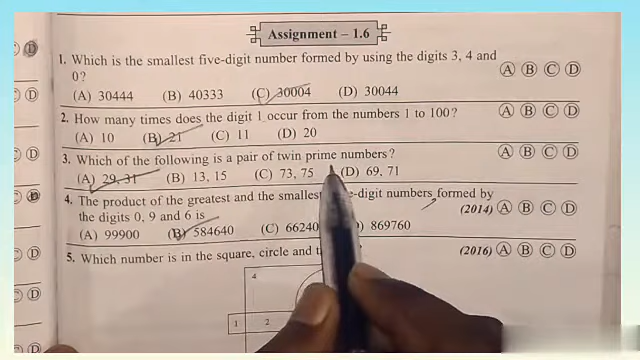 Assignment – 1.6
1. Which is the smallest five-digit number formed by using the digits 3, 4 and
0?
Ⓐ Ⓑ Ⓒ Ⓓ
(A) 30444 (B) 40333 (C) 30004 (D) 30044
2. How many times does the digit 1 occur from the numbers 1 to 100? Ⓐ Ⓑ Ⓒ Ⓓ
(A) 10 (B) 21 (C) 11 (D) 20
3. Which of the following is a pair of twin prime numbers? Ⓐ Ⓑ Ⓒ Ⓓ
(A) 29, 31 (B) 13, 15 (C) 73, 75 (D) 69, 71
4. The product of the greatest and the smallest -digit numbers formed by
the digits 0, 9 and 6 is (2014) Ⓐ Ⓑ Ⓒ Ⓓ
(A) 99900 (B) 584640 (C) 66240 869760
5. Which number is in the square, circle and (2016) Ⓐ Ⓑ Ⓒ Ⓓ
4
1 2